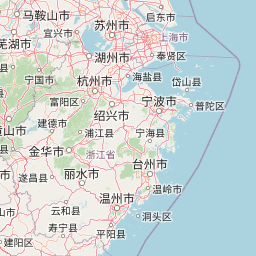 马鞍山市
启东市
苏州市
宜兴市
上海市
芜湖市
湖州市
奉贤区
海盐县
宁国市
杭州市
岱山县
富阳区
宁波市
普陀区
绍兴市
建德市
浦江县
宁海县
金华市
浙江省
台州市
遂昌县
丽水市
温岭市
温州市
云和县
洞头区
寿宁县
平阳县
建阳区